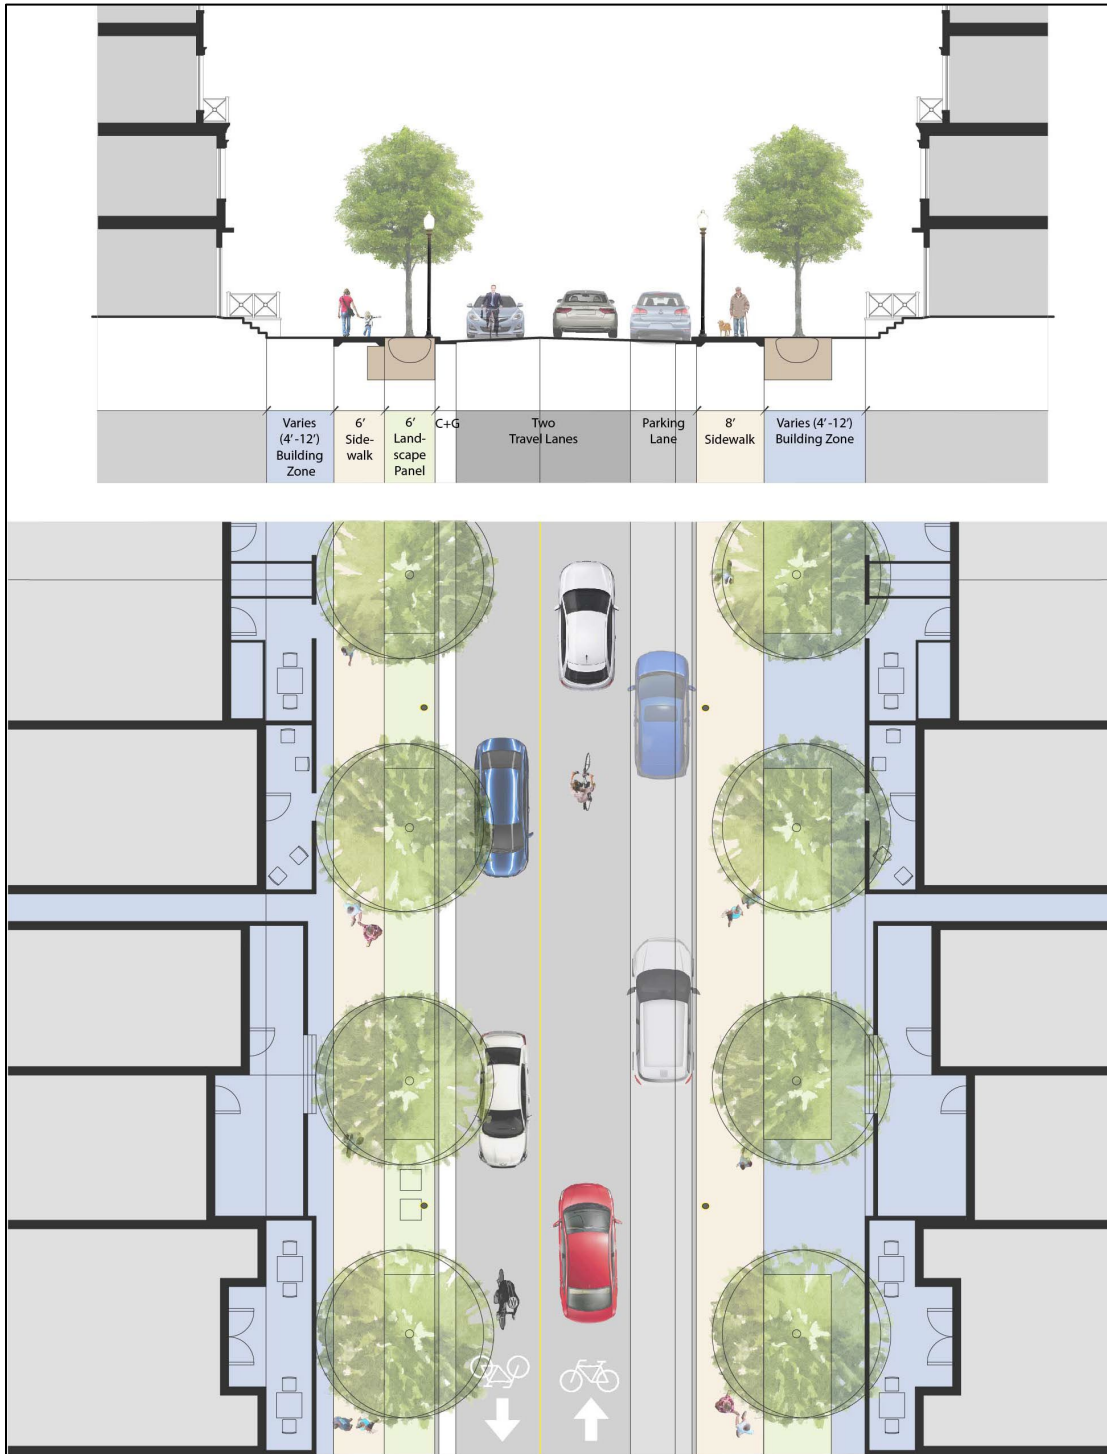 Varies
(4'-12')
Building
Zone
6'
Side-
walk
6'
Land-
scape
Panel
C+G
Two
Travel Lanes
Parking
Lane
8'
Sidewalk
Varies (4'-12')
Building Zone